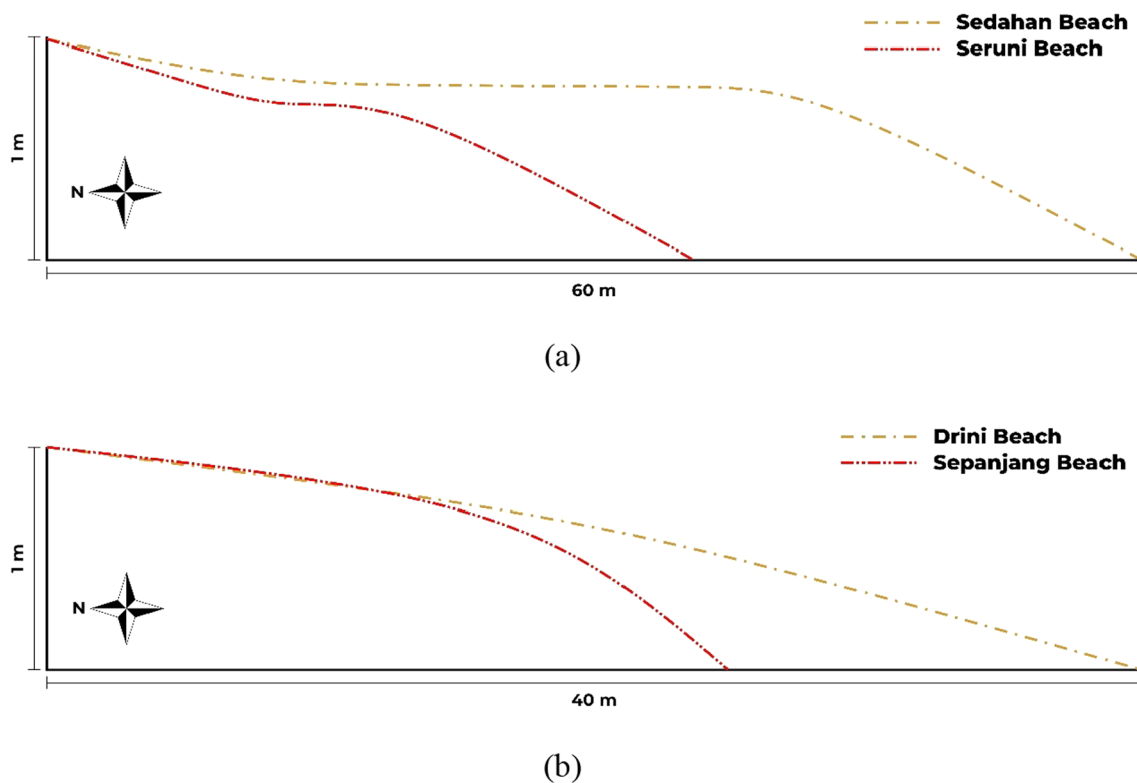 Sedahan Beach
Seruni Beach
1 m
N
60 m
(a)
Drini Beach
Sepanjang Beach
1 m
N
40 m
(b)